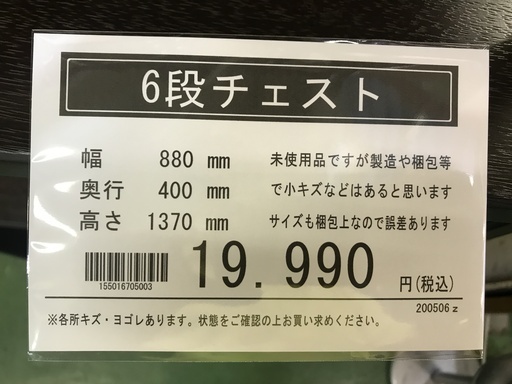 6段チェスト
幅 880 mm 未使用品ですが製造や梱包等
奥行 400 mm で小キズなどはあると思います
高さ 1370 mm サイズも梱包上なので誤差あります
19.990 円(税込)
155016705003
200506 z
※各所キズ・ヨゴレあります。状態をご確認の上お買い求めください。